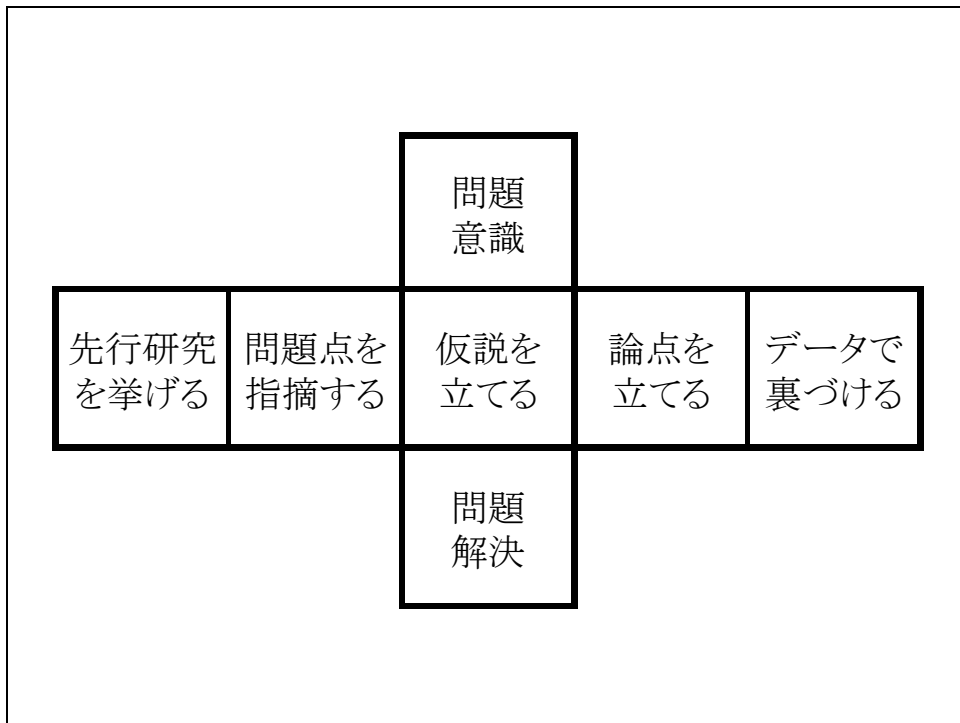 問題
意識
先行研究
を挙げる
問題点を
指摘する
仮説を
立てる
論点を
立てる
データで
裏づける
問題
解決